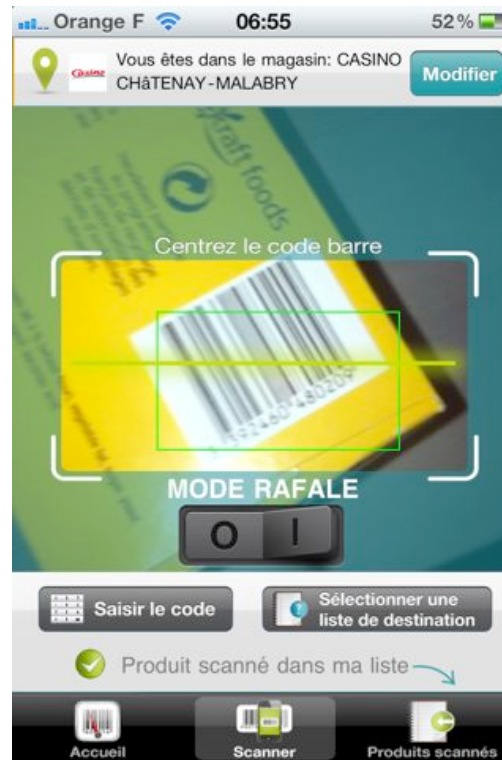 Orange F 06:55 52 %
Vous êtes dans le magasin: CASINO
CHâTENAY-MALABRY
Casino
Modifier
kraft foods
Centrez le code barre
MODE RAFALE
O I
Saisir le code
Sélectionner une
liste de destination
Produit scanné dans ma liste
Accueil Scanner Produits scannés